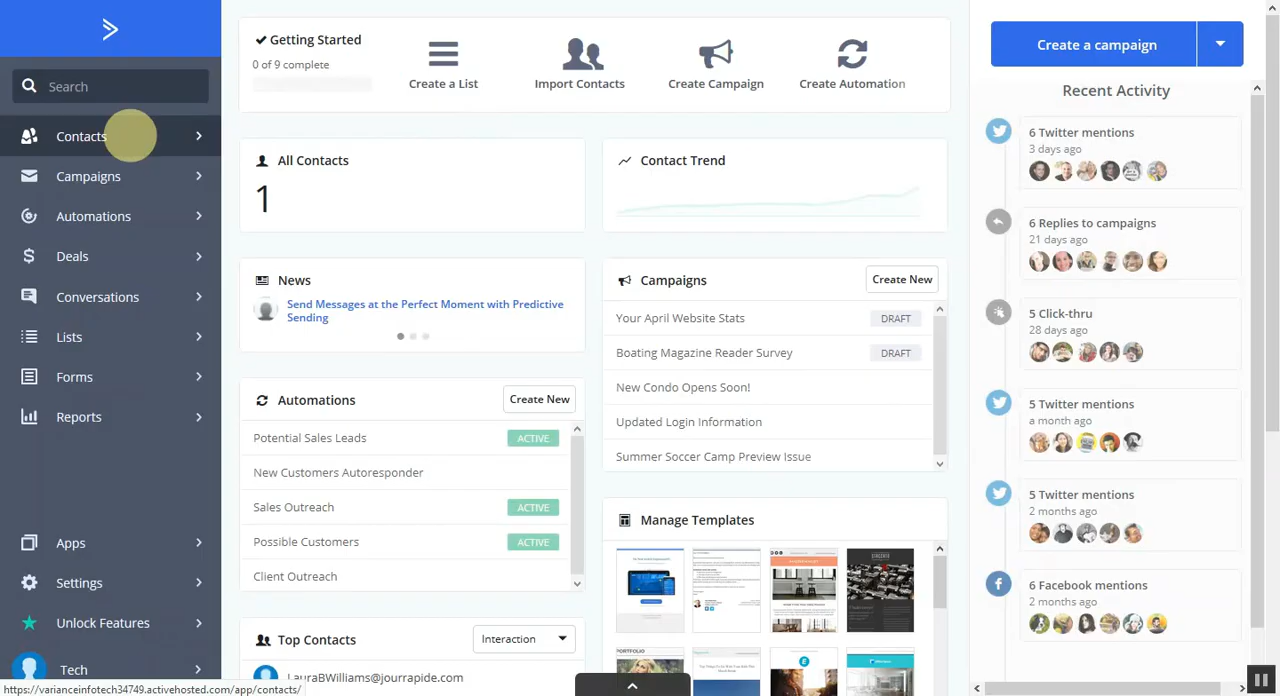 Search
Contacts
Campaigns
Automations
Deals
Conversations
Lists
Forms
Reports
Apps
Settings
Unlock Features
Tech
https://varianceinfotech34749.activehosted.com/app/contacts/
Getting Started
0 of 9 complete
Create a List
Import Contacts
Create Campaign
Create Automation
All Contacts
1
Contact Trend
News
Send Messages at the Perfect Moment with Predictive
Sending
Campaigns
Create New
Your April Website Stats
DRAFT
Boating Magazine Reader Survey
DRAFT
New Condo Opens Soon!
Updated Login Information
Summer Soccer Camp Preview Issue
Automations
Create New
Potential Sales Leads
ACTIVE
New Customers Autoresponder
Sales Outreach
ACTIVE
Possible Customers
ACTIVE
Client Outreach
Manage Templates
PORTFOLIO
Top Contacts
Interaction
Create a campaign
Recent Activity
6 Twitter mentions
3 days ago
6 Replies to campaigns
21 days ago
5 Click-thru
28 days ago
5 Twitter mentions
a month ago
5 Twitter mentions
2 months ago
6 Facebook mentions
2 months ago